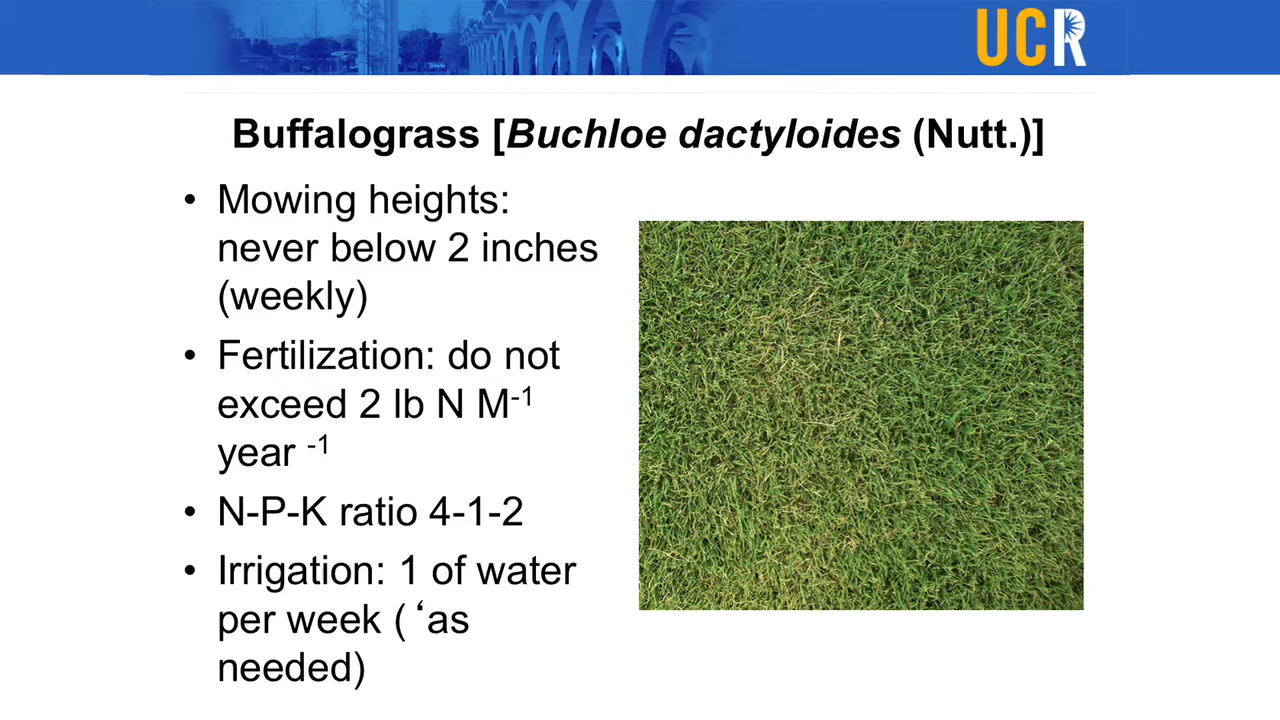 UCR
Buffalograss [Buchloe dactyloides (Nutt.)]
• Mowing heights:
never below 2 inches
(weekly)
• Fertilization: do not
exceed 2 lb N M-1
year -1
• N-P-K ratio 4-1-2
• Irrigation: 1 of water
per week ( ‘as
needed)